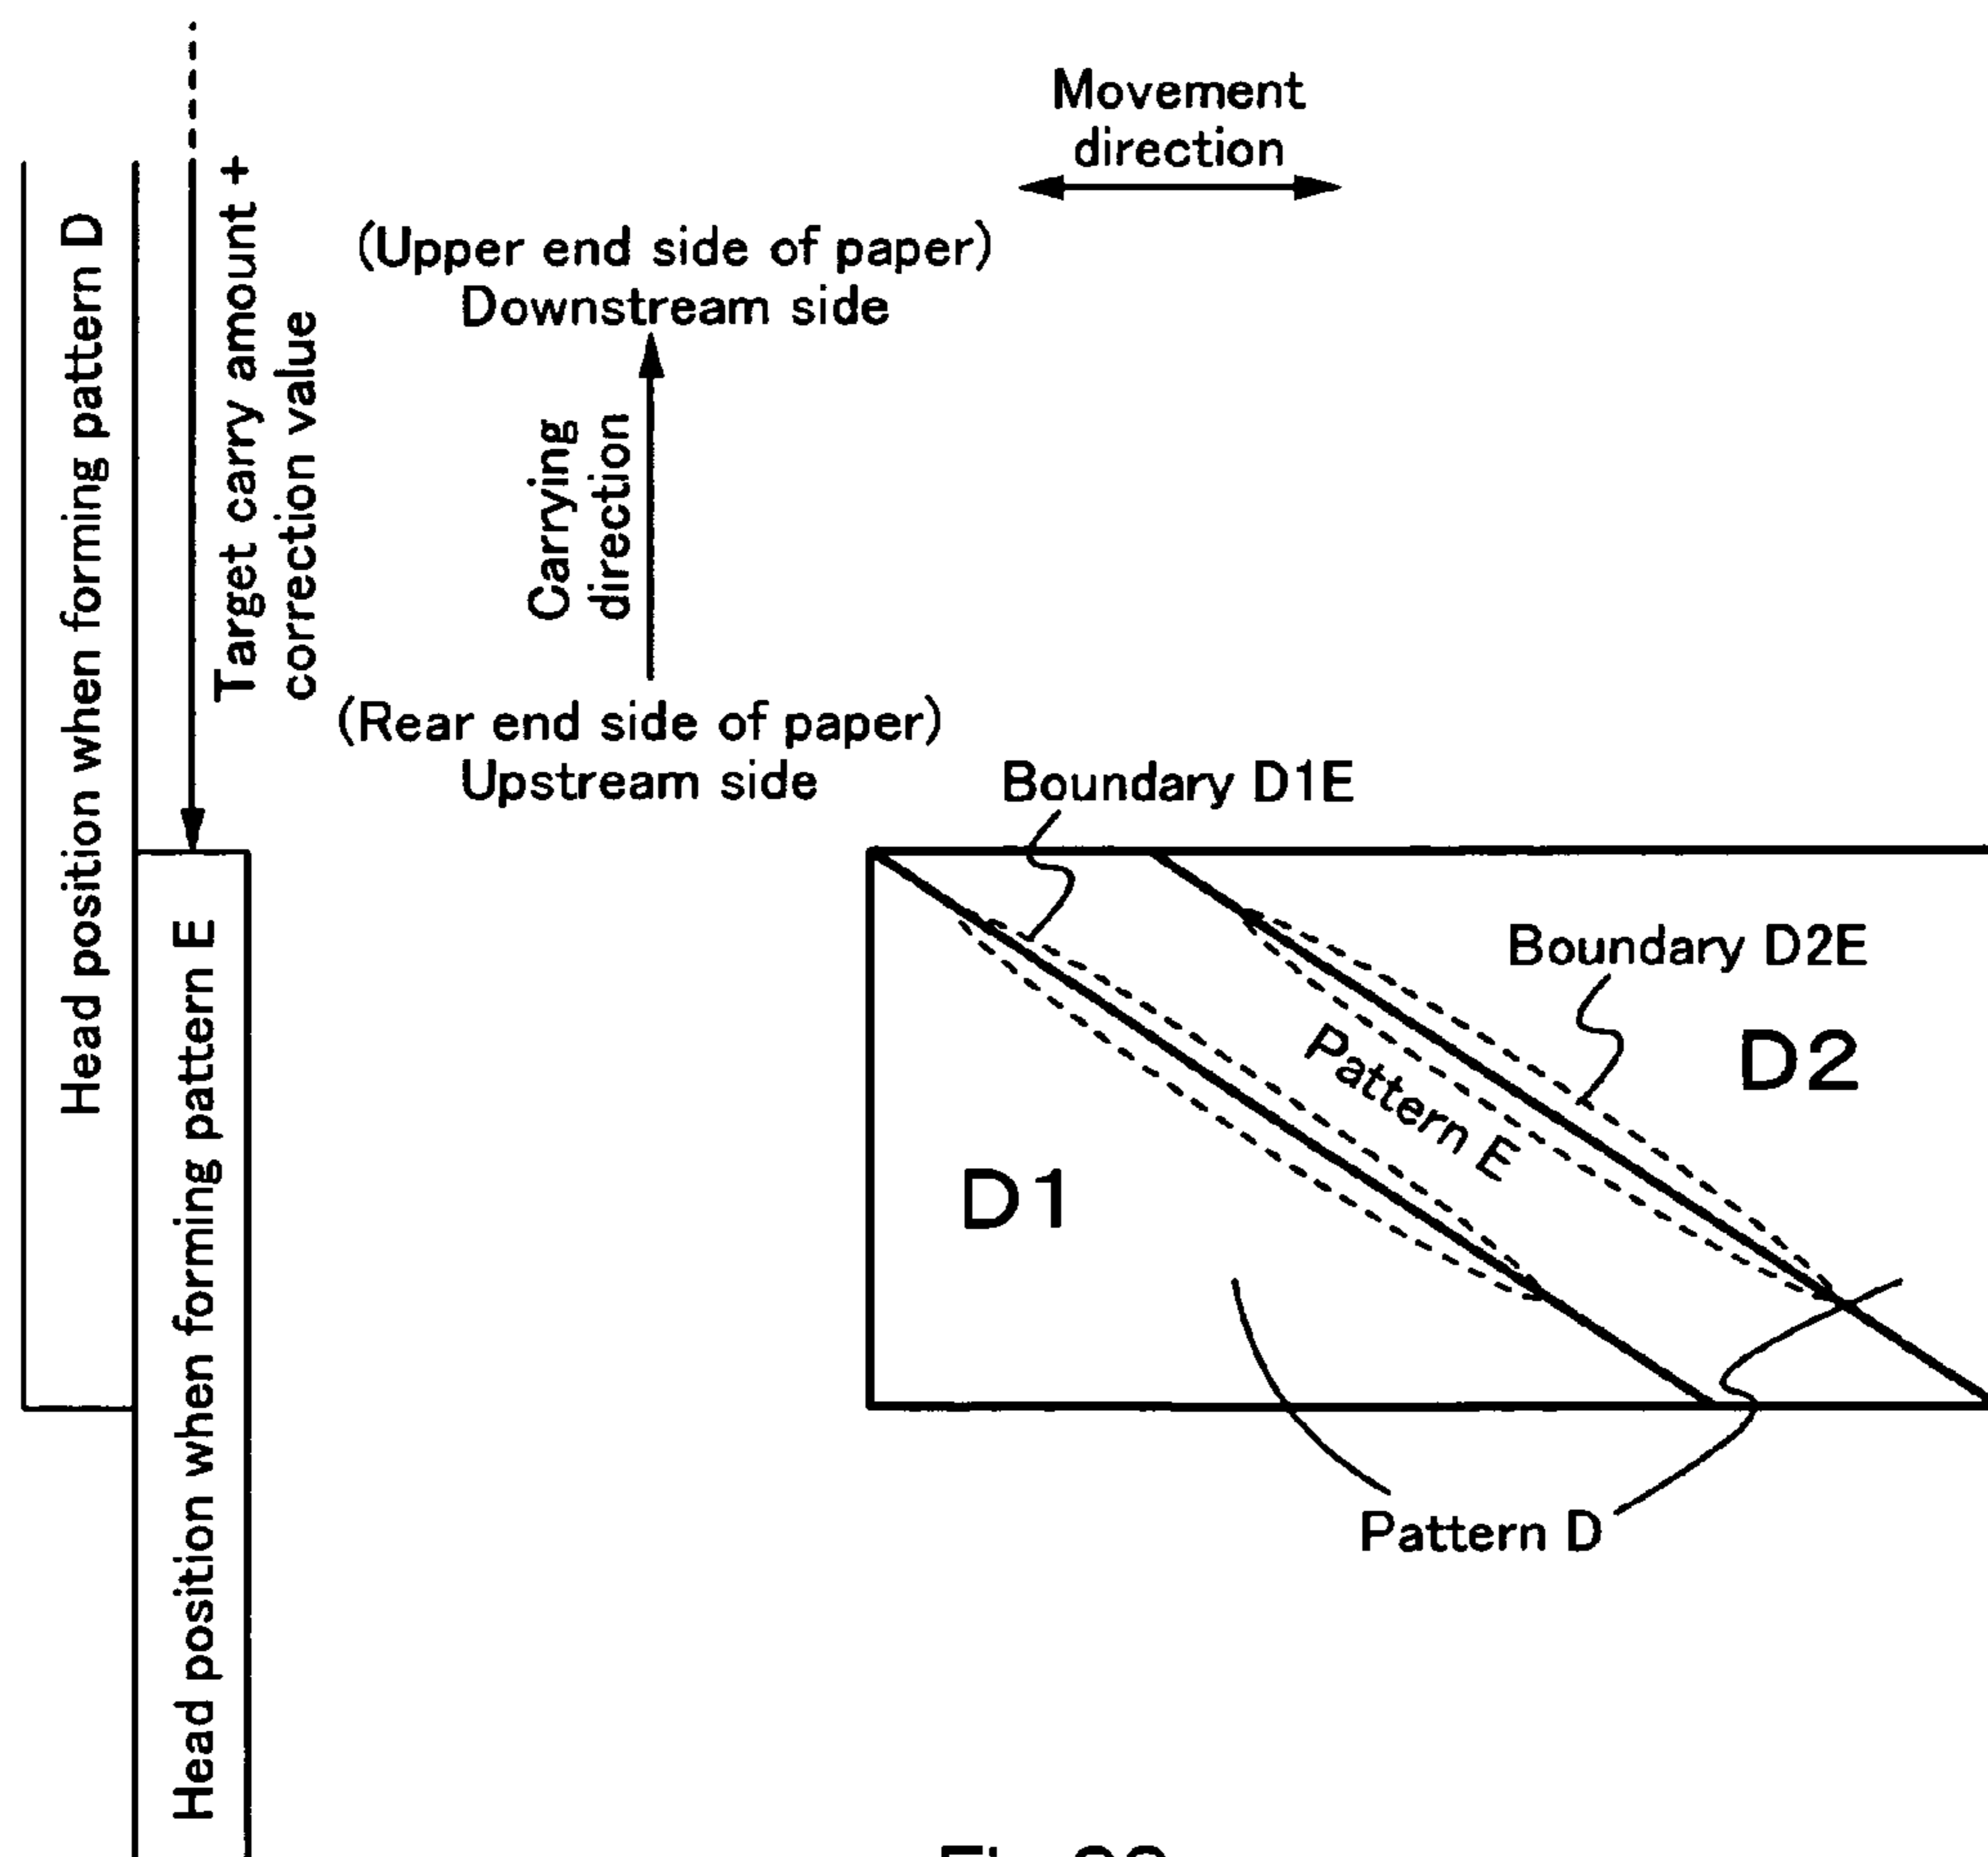 Movement
direction
(Upper end side of paper)
Downstream side
Carrying
direction
(Rear end side of paper)
Upstream side
Head position when forming pattern D
Target carry amount +
correction value
Head position when forming pattern E
Boundary D1E
Boundary D2E
D2
Pattern E
D1
Pattern D